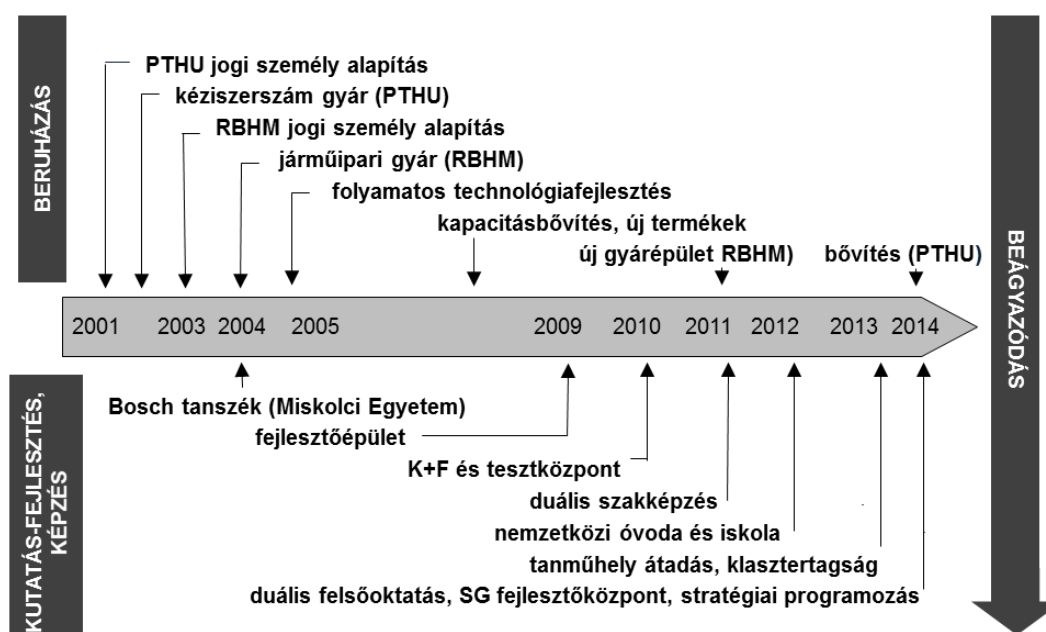 BERUHÁZÁS
PTHU jogi személy alapítás
kéziszerszám gyár (PTHU)
RBHM jogi személy alapítás
járműipari gyár (RBHM)
folyamatos technológiafejlesztés
kapacitásbővítés, új termékek
új gyárépület RBHM)
bővítés (PTHU)
2001 2003 2004 2005 2009 2010 2011 2012 2013 2014
BEÁGYAZÓDÁS
KUTATÁS-FEJLESZTÉS,
KÉPZÉS
Bosch tanszék (Miskolci Egyetem)
fejlesztőépület
K+F és tesztközpont
duális szakképzés
nemzetközi óvoda és iskola
tanműhely átadás, klasztertagság
duális felsőoktatás, SG fejlesztőközpont, stratégiai programozás